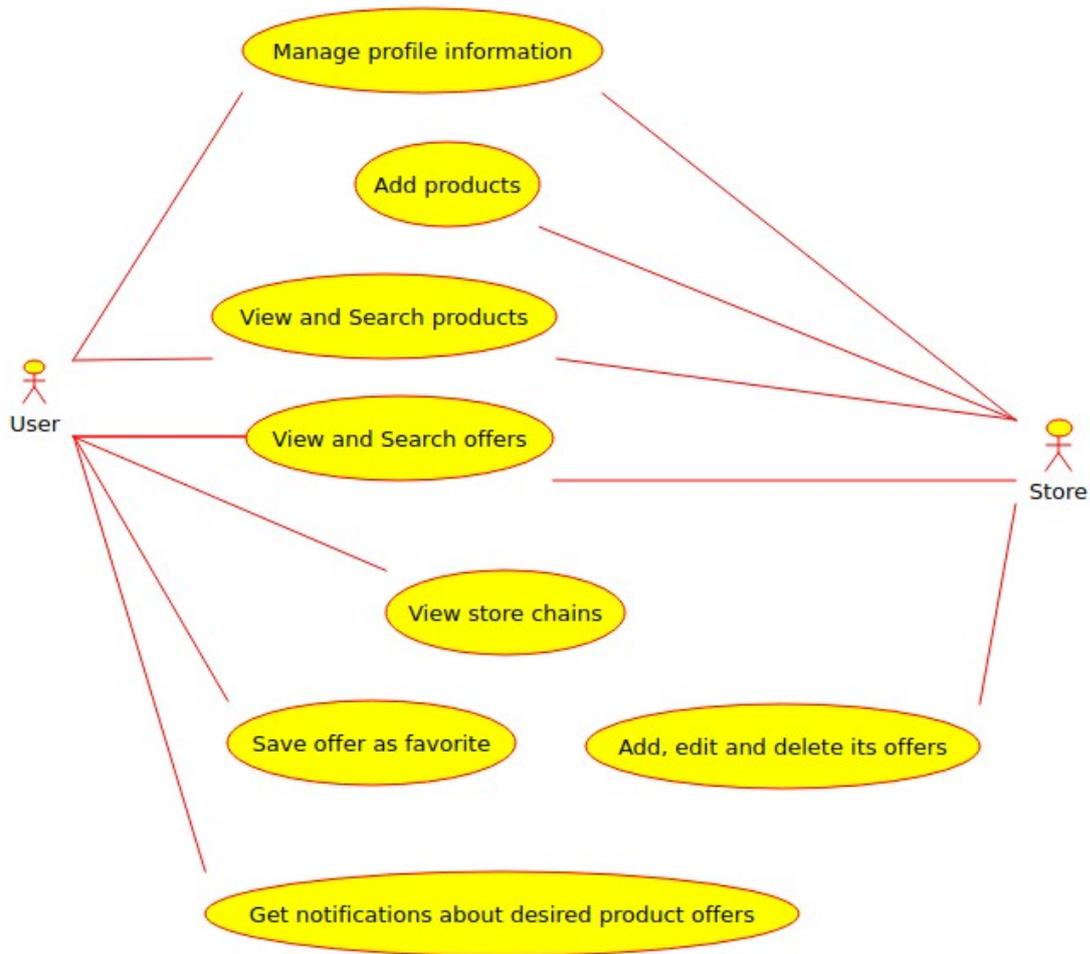 Manage profile information
Add products
View and Search products
User
View and Search offers
Store
View store chains
Save offer as favorite
Add, edit and delete its offers
Get notifications about desired product offers